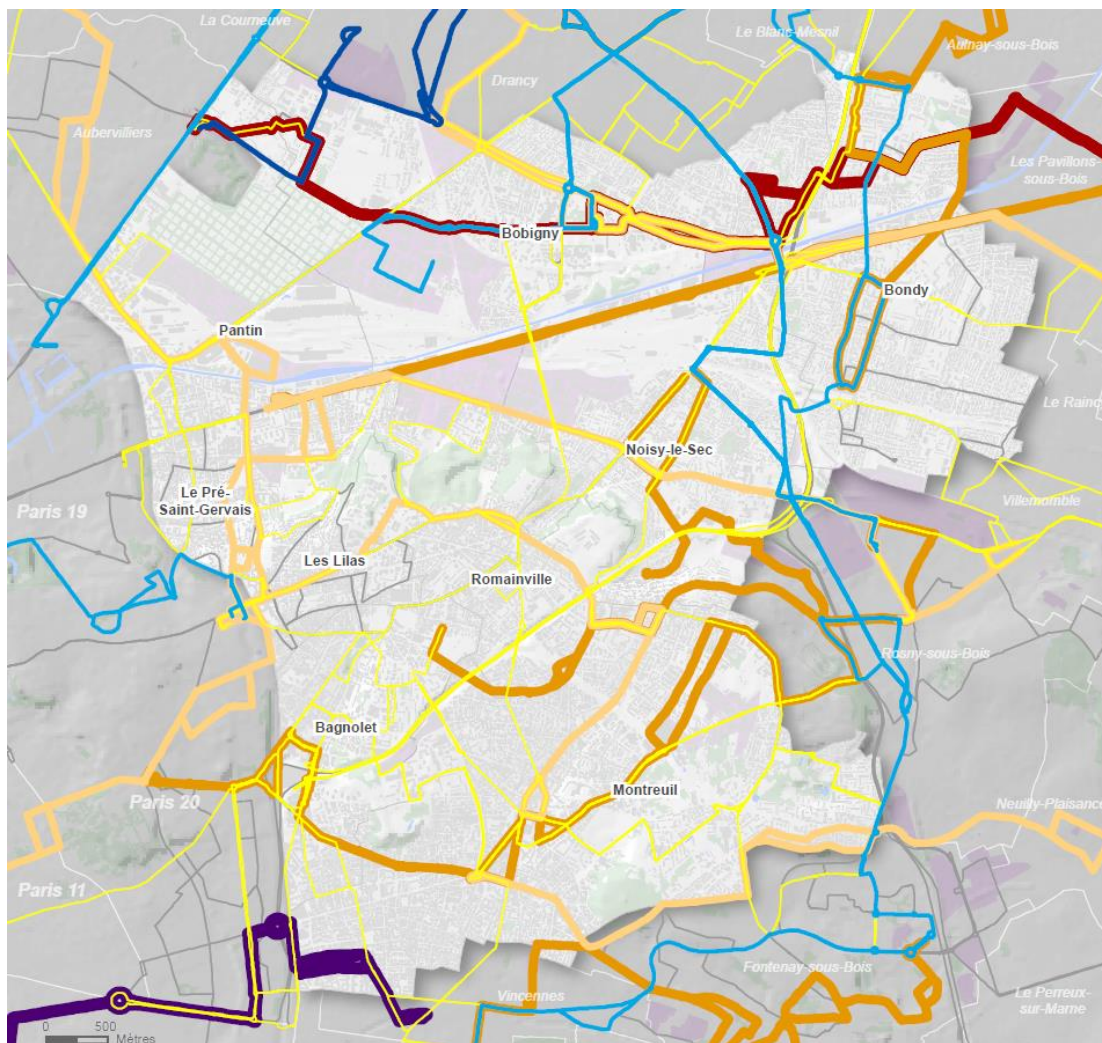 La Courneuve
Le Blanc-Mesnil
Aulnay-sous-Bois
Drancy
Aubervilliers
Les Pavillons-
sous-Bois
Bobigny
Bondy
Pantin
Le Raincy
Noisy-le-Sec
Le Pré-
Saint-Gervais
Villemomble
Paris 19
Les Lilas
Romainville
Rosny-sous-Bois
Bagnolet
Montreuil
Paris 20
Neuilly-Plaisance
Paris 11
Fontenay-sous-Bois
Vincennes
Le Perreux-
sur-Marne
0 500
Mètres